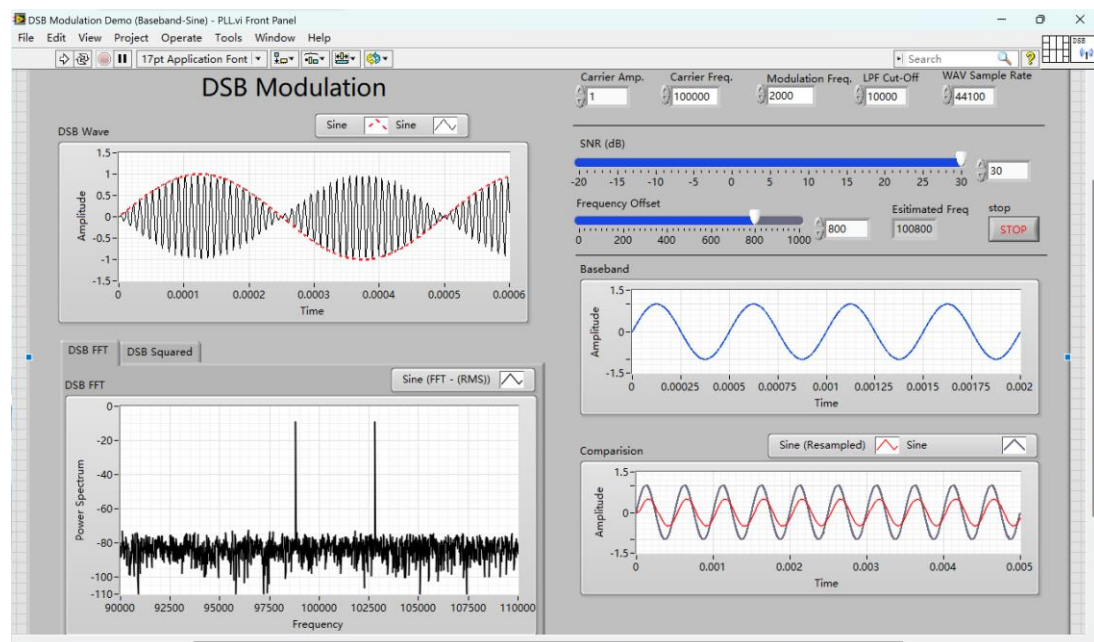 DSB Modulation Demo (Baseband-Sine) - PLL.vi Front Panel
File Edit View Project Operate Tools Window Help
17pt Application Font
Search
DSB
DSB Modulation
Carrier Amp. Carrier Freq. Modulation Freq. LPF Cut-Off WAV Sample Rate
1 100000 2000 10000 44100
DSB Wave
Sine Sine
1.5
1
0.5
0
-0.5
-1
-1.5
Amplitude
0 0.0001 0.0002 0.0003 0.0004 0.0005 0.0006
Time
SNR (dB)
-20 -15 -10 -5 0 5 10 15 20 25 30
30
Frequency Offset
0 200 400 600 800 1000
800
Esitimated Freq
100800
stop
STOP
Baseband
1.5
0
-1.5
Amplitude
0 0.00025 0.0005 0.00075 0.001 0.00125 0.0015 0.00175 0.002
Time
DSB FFT DSB Squared
DSB FFT
Sine (FFT - (RMS))
0
-20
-40
-60
-80
-100
-110
Power Spectrum
90000 92500 95000 97500 100000 102500 105000 107500 110000
Frequency
Comparision
Sine (Resampled) Sine
1.5
0
-1.5
Amplitude
0 0.001 0.002 0.003 0.004 0.005
Time